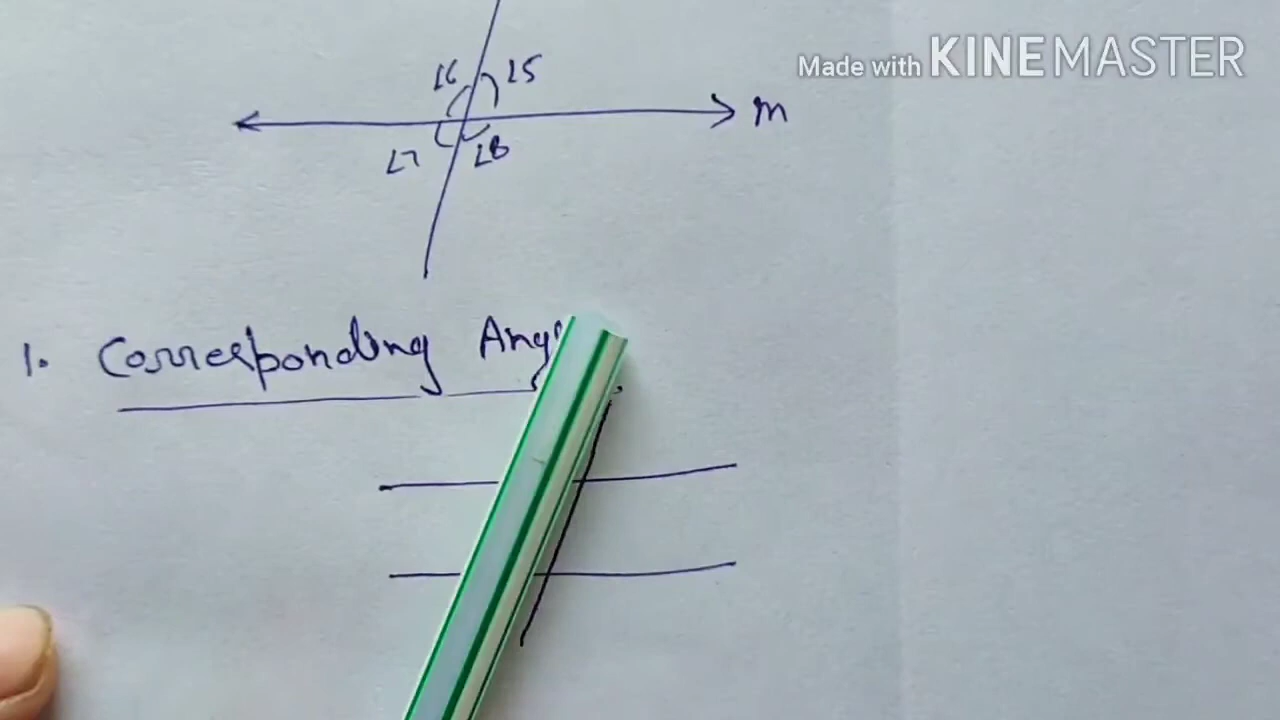 Made with KINEMASTER
∠6 ∠5
m
∠7 ∠8
1. Corresponding